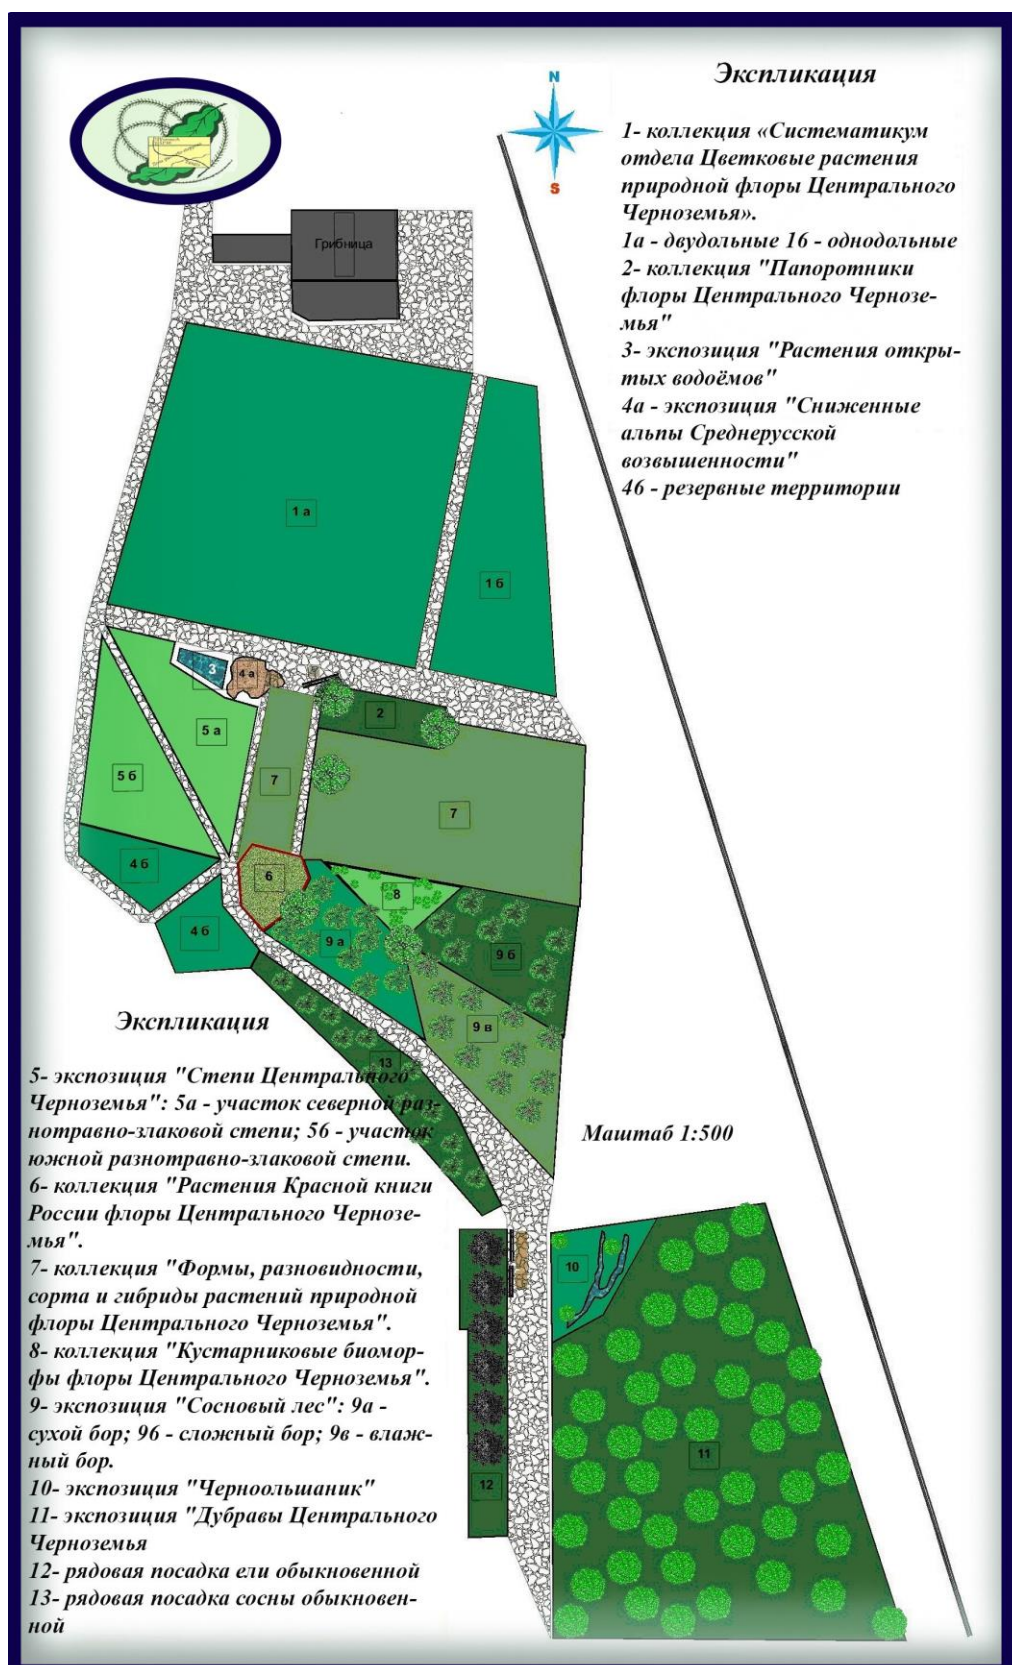 Экспликация
1- коллекция «Систематикум
отдела Цветковые растения
природной флоры Центрального
Черноземья».
1а - двудольные 1б - однодольные
2- коллекция "Папоротники
флоры Центрального Чернозе-
мья"
3- экспозиция "Растения откры-
тых водоёмов"
4а - экспозиция "Сниженные
альпы Среднерусской
возвышенности"
4б - резервные территории
N
S
Грибница
1 а
1 б
3
4 а
2
5 а
5 б
7
7
4 б
6
8
4 б
9 а
9 б
9 в
13
Экспликация
5- экспозиция "Степи Центрального
Черноземья": 5а - участок северной раз-
нотравно-злаковой степи; 5б - участок
южной разнотравно-злаковой степи.
6- коллекция "Растения Красной книги
России флоры Центрального Чернозе-
мья".
7- коллекция "Формы, разновидности,
сорта и гибриды растений природной
флоры Центрального Черноземья".
8- коллекция "Кустарниковые биомор-
фы флоры Центрального Черноземья".
9- экспозиция "Сосновый лес": 9а -
сухой бор; 9б - сложный бор; 9в - влаж-
ный бор.
10- экспозиция "Черноольшаник"
11- экспозиция "Дубравы Центрального
Черноземья
12- рядовая посадка ели обыкновенной
13- рядовая посадка сосны обыкновен-
ной
Маштаб 1:500
10
11
12